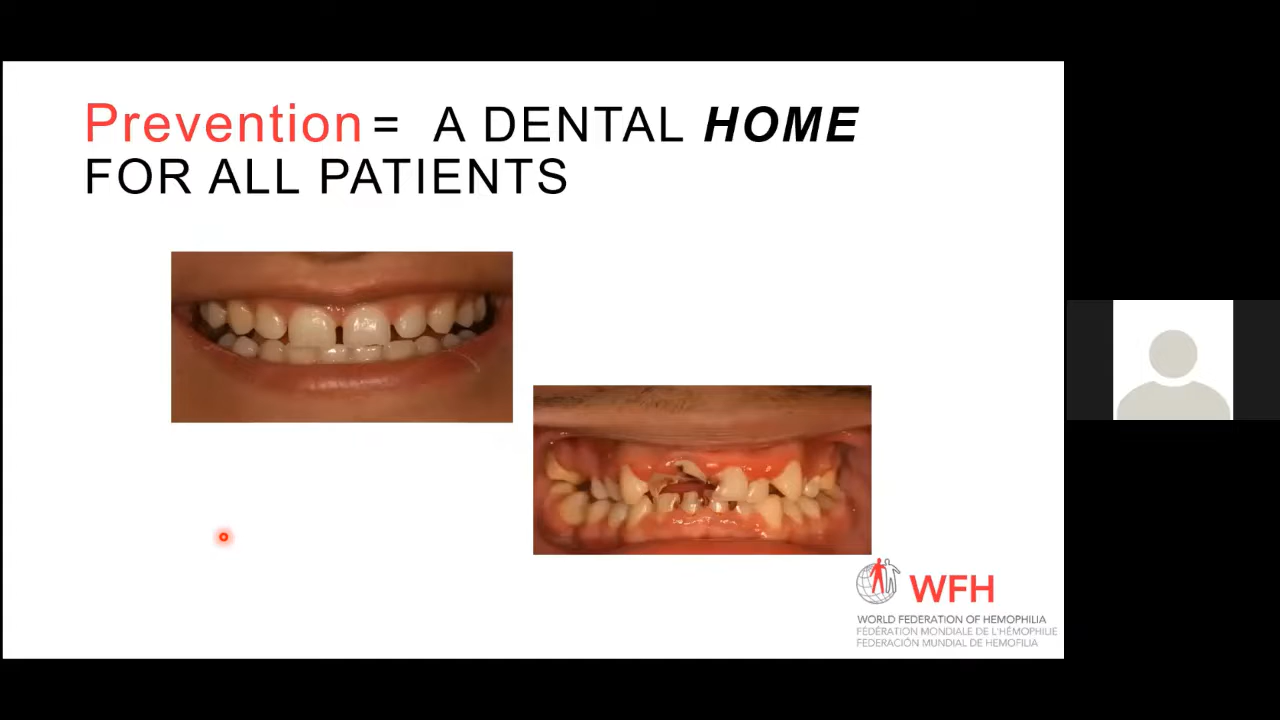 Prevention = A DENTAL HOME
FOR ALL PATIENTS
WFH
WORLD FEDERATION OF HEMOPHILIA
FÉDÉRATION MONDIALE DE L'HÉMOPHILIE
FEDERACIÓN MUNDIAL DE HEMOFILIA